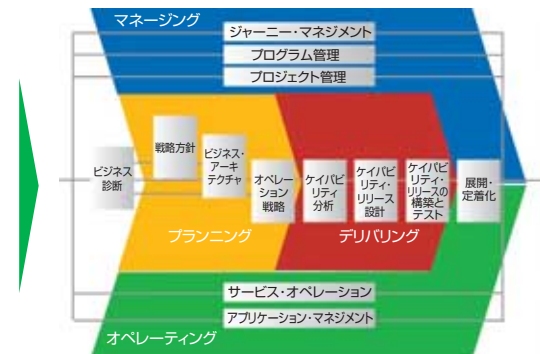 マネージング
ジャーニー・マネジメント
プログラム管理
プロジェクト管理
ビジネス
診断
戦略方針
ビジネス・
アーキ
テクチャ
オペレー
ション
戦略
ケイパビ
リティ
分析
ケイパビ
リティ・
リリース
設計
ケイパビ
リティ・
リリースの
構築と
テスト
展開・
定着化
プランニング
デリバリング
サービス・オペレーション
アプリケーション・マネジメント
オペレーティング